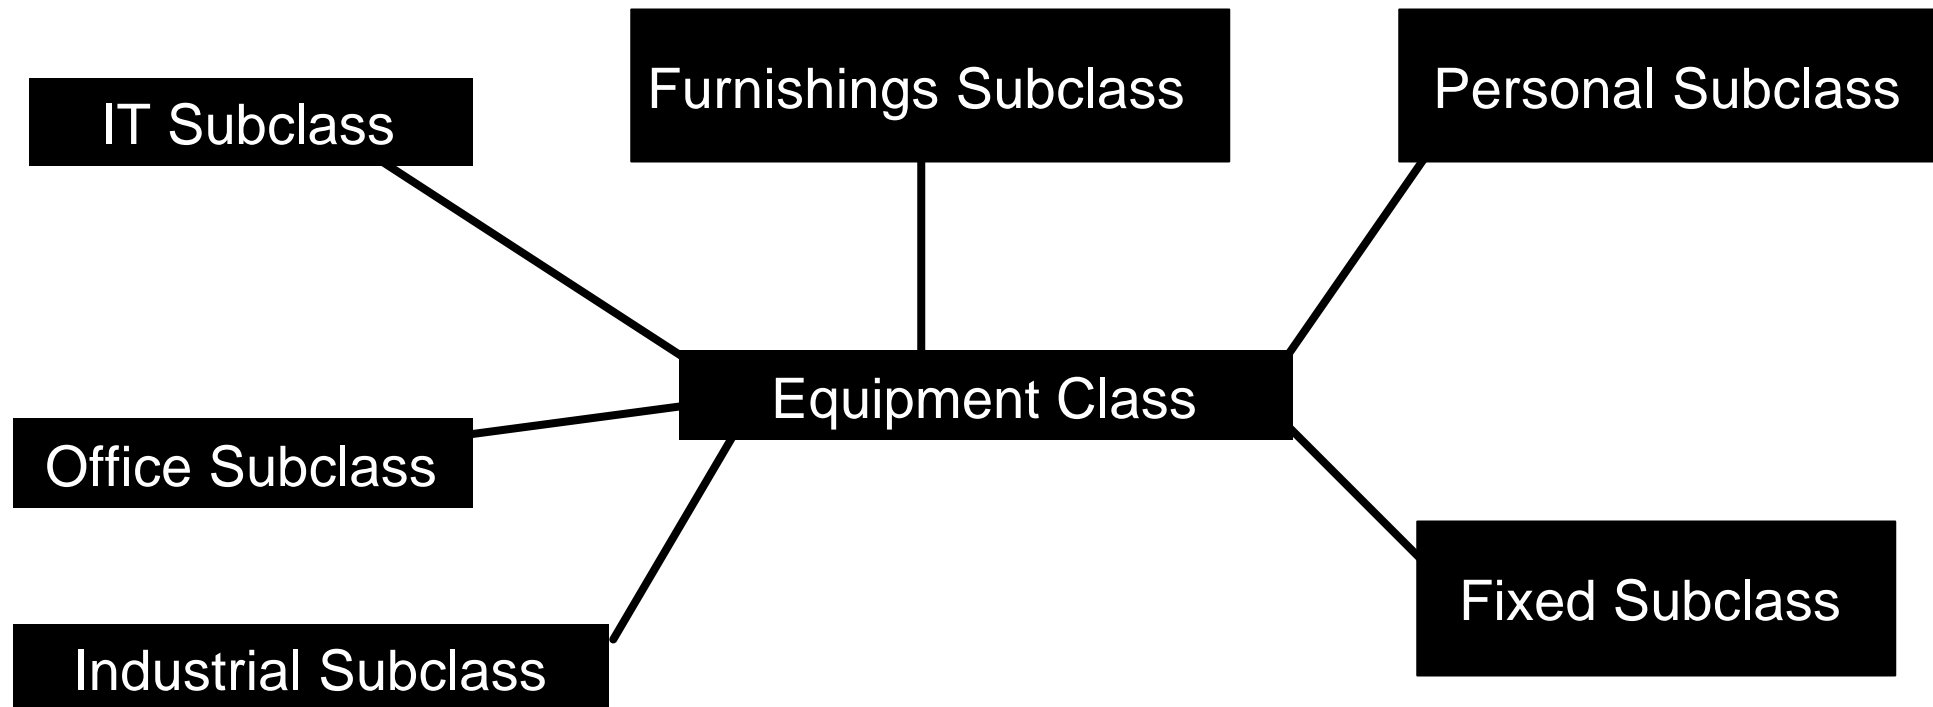 Furnishings Subclass
Personal Subclass
IT Subclass
Equipment Class
Office Subclass
Fixed Subclass
Industrial Subclass